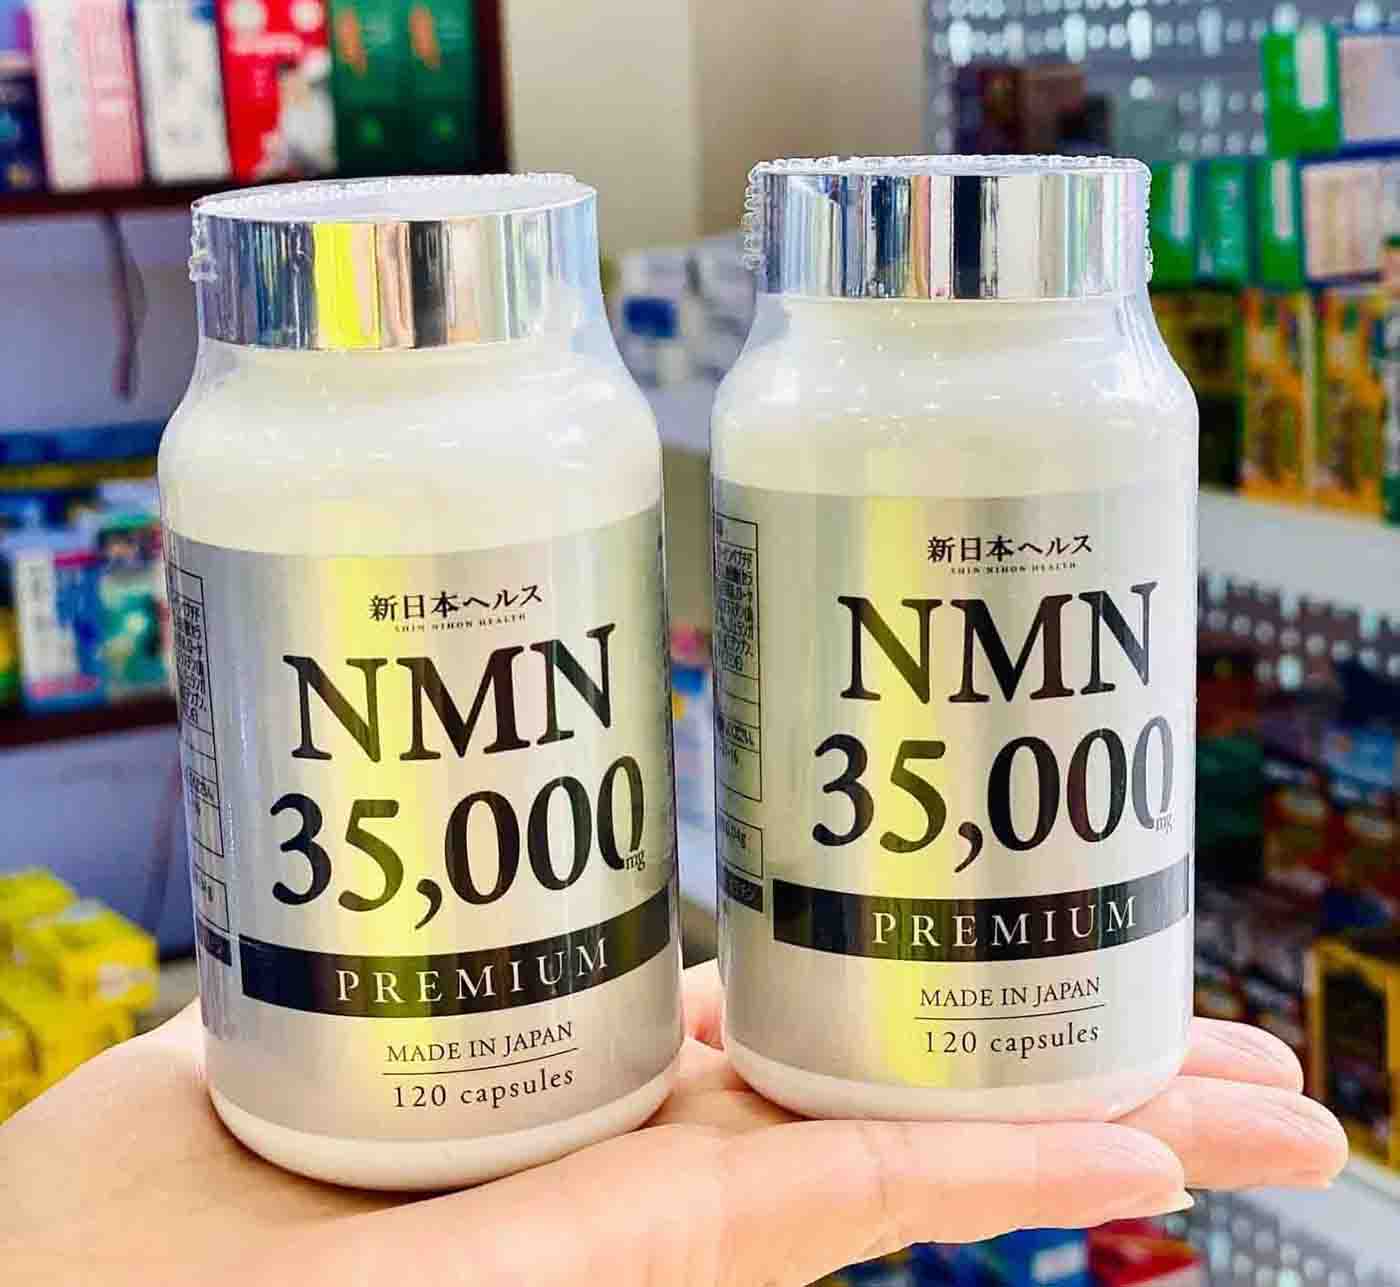 新日本ヘルス
SHIN NIHON HEALTH
NMN
35,000mg
PREMIUM
MADE IN JAPAN
120 capsules
新日本ヘルス
SHIN NIHON HEALTH
NMN
35,000mg
PREMIUM
MADE IN JAPAN
120 capsules